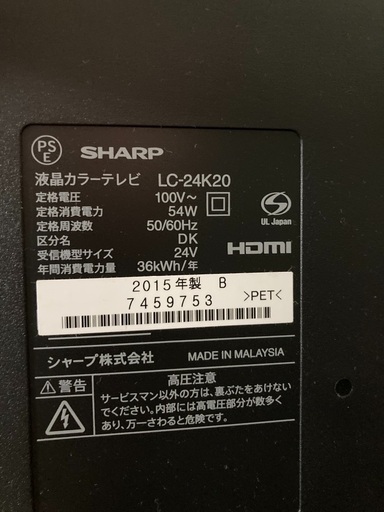 PS
E
SHARP
液晶カラーテレビ LC-24K20
定格電圧 100V～
定格消費電力 54W
定格周波数 50/60Hz
区分名 DK
受信機型サイズ 24V
年間消費電力量 36kWh/年
UL Japan
HDMI
2015年製 B
7459753
>PET<
シャープ株式会社 MADE IN MALAYSIA
⚠警告 高圧注意
サービスマン以外の方は、裏ぶたをあけない
でください。内部には高電圧部分が数多く
あり、万一さわると危険です。